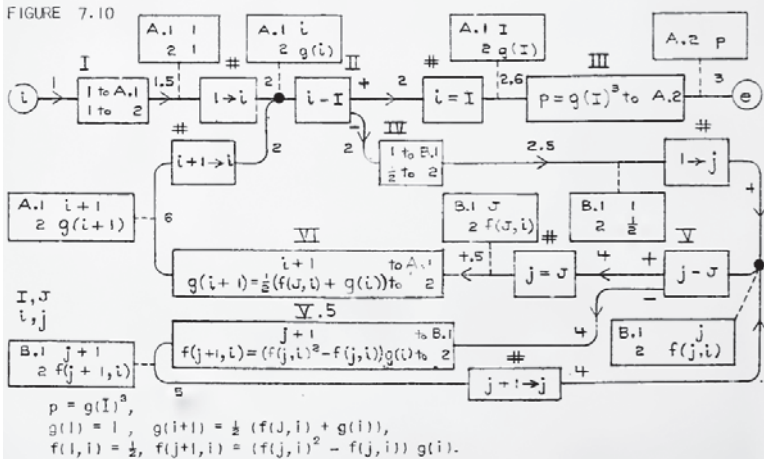 FIGURE 7.10
A.1 1
2 1
A.1 i
2 g(i)
A.1 I
2 g(I)
A.2 p
I
#
II
#
III
i
1
1 to A.1
1 to 2
1.5
1→i
2
i-I
+
2
i=I
2,6
p=g(I)³ to A.2
3
e
#
i+1→i
2
−
2
IV
1 to B.1
½ to 2
2.5
#
1→j
A.1 i+1
2 g(i+1)
6
B.1 J
2 f(J,i)
B.1 1
2 ½
4
VI
i+1 to A.1
g(i+1)=½(f(J,i)+g(i)) to 2
4.5
#
j=J
4
+
V
j-J
−
I,J
i,j
V.5
j+1 to B.1
f(j+1,i)=(f(j,i)²-f(j,i))g(i) to 2
4
B.1 j
2 f(j,i)
B.1 j+1
2 f(j+1,i)
5
#
j+1→j
4
p = g(I)³,
g(1) = 1, g(i+1) = ½ (f(J,i) + g(i)),
f(1,i) = ½, f(j+1,i) = (f(j,i)² - f(j,i)) g(i).